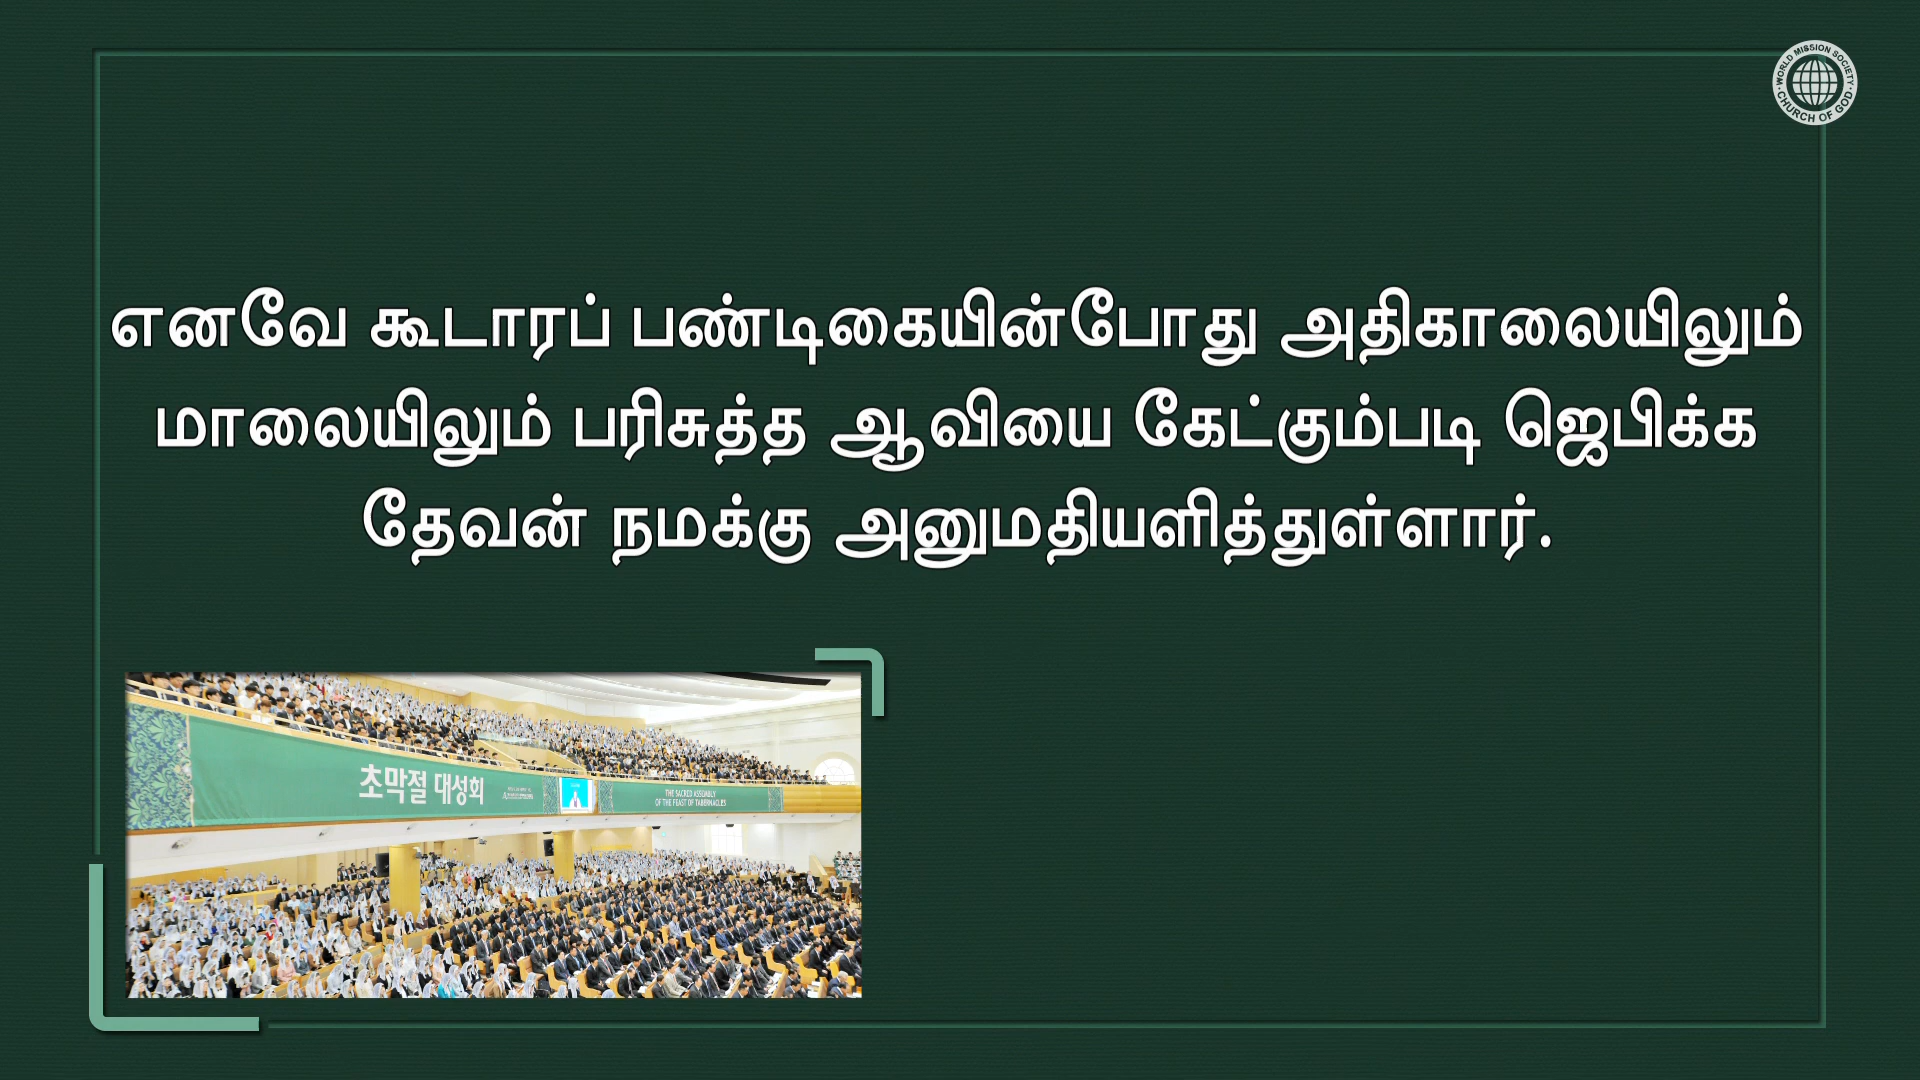 WORLD MISSION SOCIETY
CHURCH OF GOD
எனவே கூடாரப் பண்டிகையின்போது அதிகாலையிலும்
மாலையிலும் பரிசுத்த ஆவியை கேட்கும்படி ஜெபிக்க
தேவன் நமக்கு அனுமதியளித்துள்ளார்.
초막절 대성회
THE SACRED ASSEMBLY
OF THE FEAST OF TABERNACLES